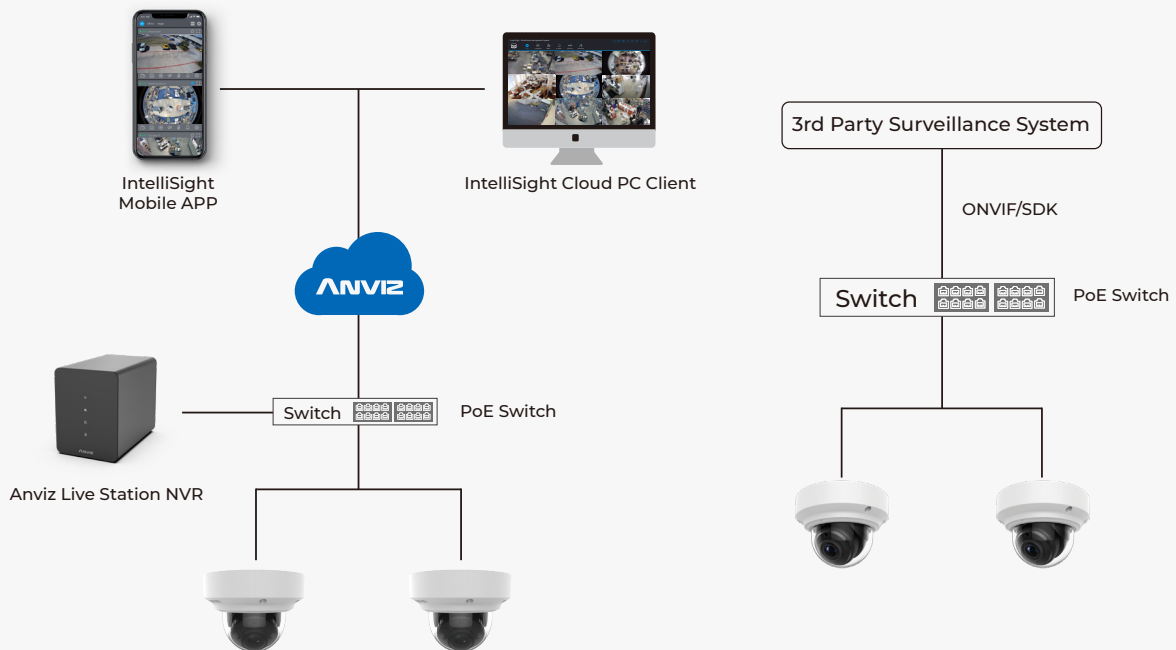 IntelliSight
Mobile APP
IntelliSight Cloud PC Client
ANVIZ
Switch
PoE Switch
ANVIZ
Anviz Live Station NVR
3rd Party Surveillance System
ONVIF/SDK
Switch
PoE Switch